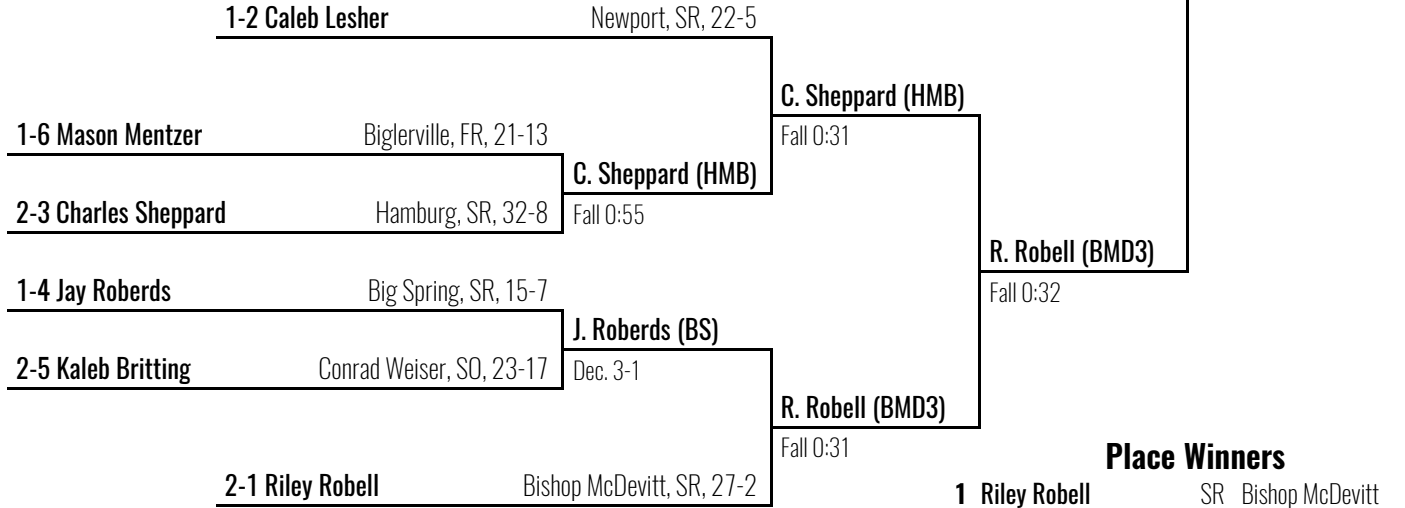 1-2 Caleb Lesher Newport, SR, 22-5
C. Sheppard (HMB)
1-6 Mason Mentzer Biglerville, FR, 21-13 Fall 0:31
C. Sheppard (HMB)
2-3 Charles Sheppard Hamburg, SR, 32-8 Fall 0:55
R. Robell (BMD3)
1-4 Jay Roberds Big Spring, SR, 15-7 Fall 0:32
J. Roberds (BS)
2-5 Kaleb Britting Conrad Weiser, SO, 23-17 Dec. 3-1
R. Robell (BMD3)
Fall 0:31 Place Winners
2-1 Riley Robell Bishop McDevitt, SR, 27-2 1 Riley Robell SR Bishop McDevitt